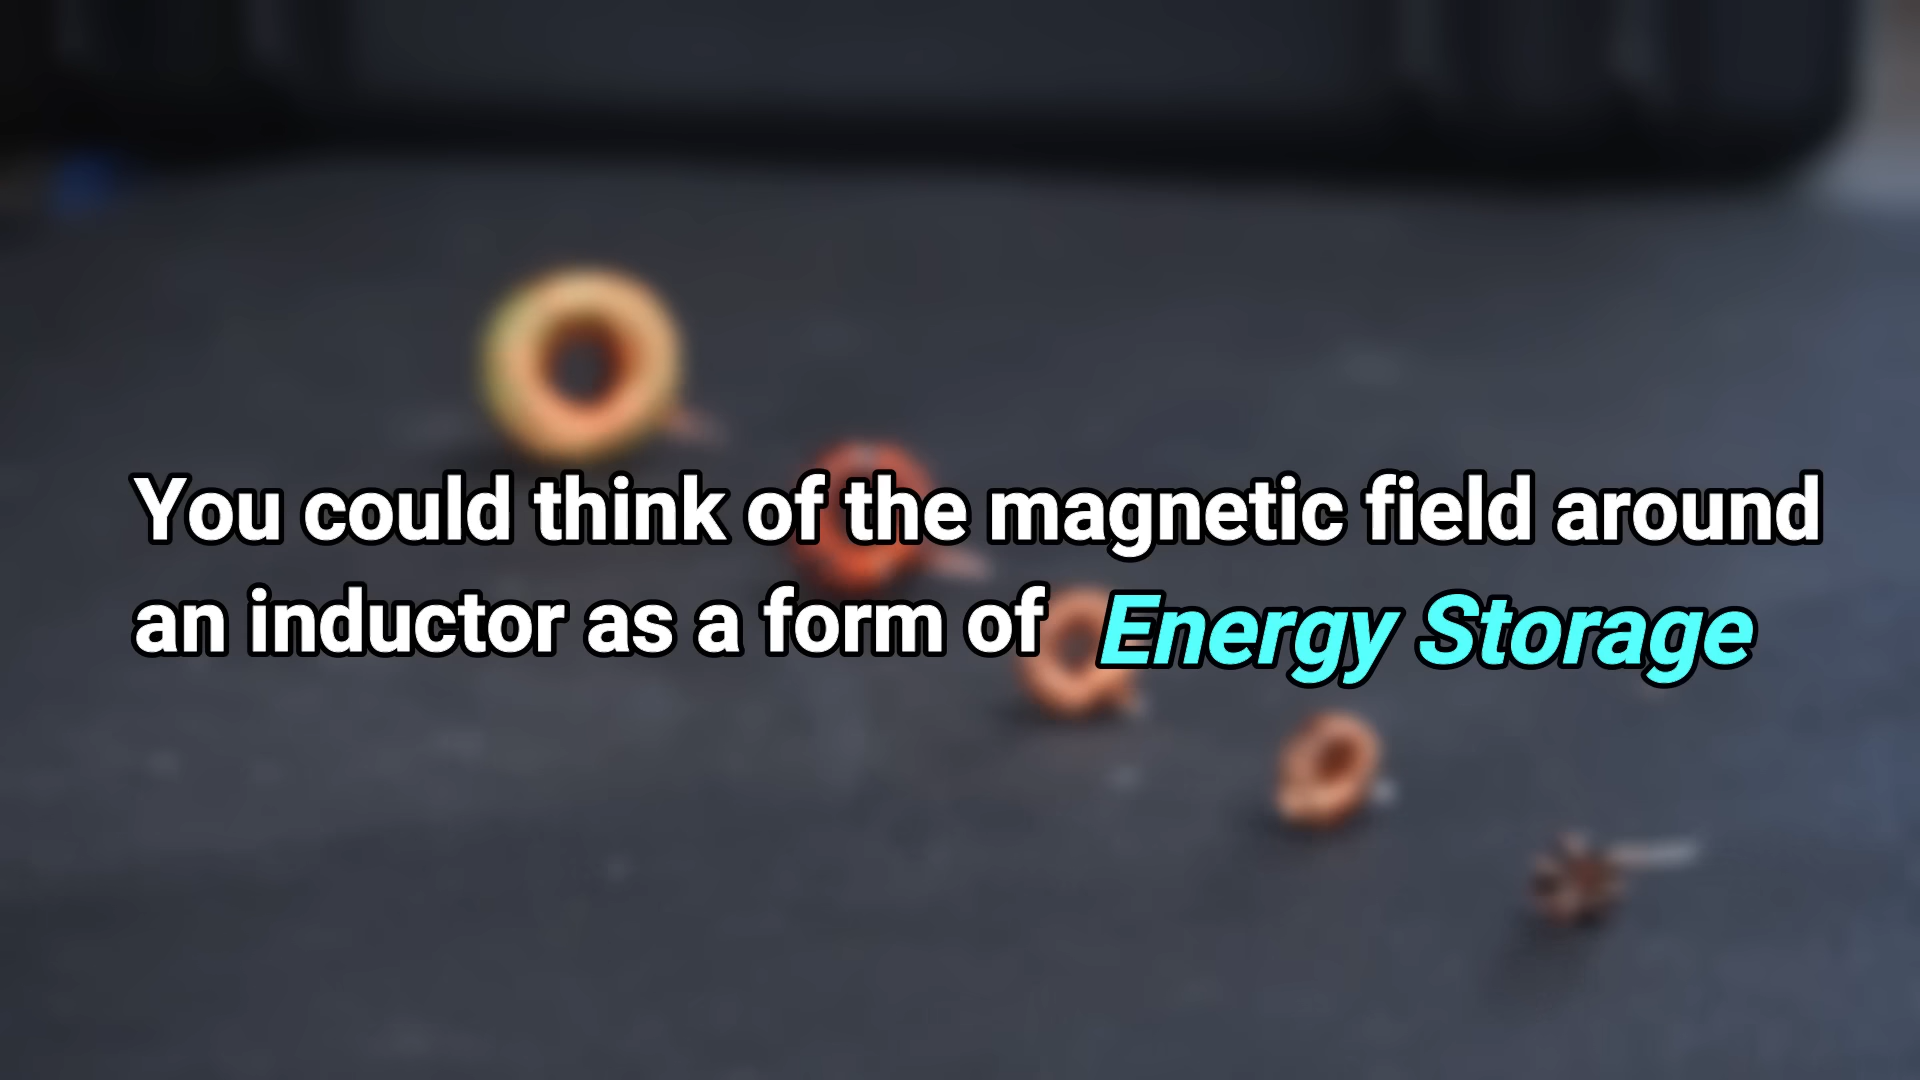 You could think of the magnetic field around
an inductor as a form of Energy Storage